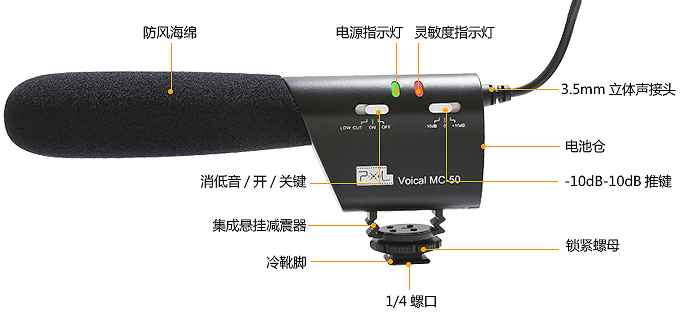 防风海绵
电源指示灯
灵敏度指示灯
3.5mm 立体声接头
LOW CUT ON OFF
-10dB 0 +10dB
电池仓
消低音 / 开 / 关键
PixL Voical MC-50
-10dB-10dB 推键
集成悬挂减震器
锁紧螺母
冷靴脚
1/4 螺口